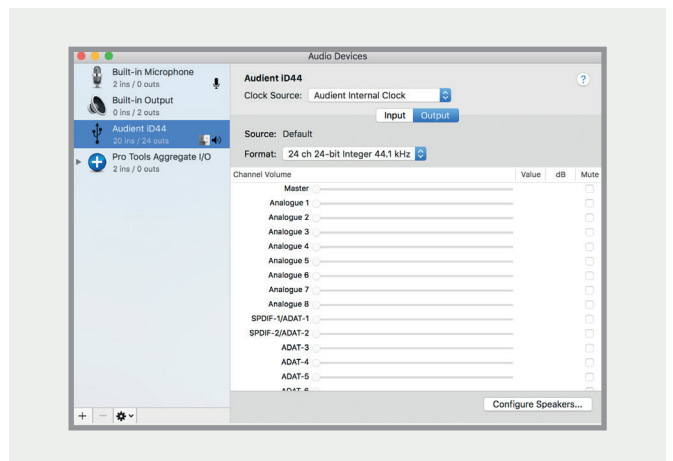 Audio Devices
Built-in Microphone
2 ins / 0 outs
Built-in Output
0 ins / 2 outs
Audient iD44
20 ins / 24 outs
Pro Tools Aggregate I/O
2 ins / 0 outs
Audient iD44
?
Clock Source: Audient Internal Clock
Input Output
Source: Default
Format: 24 ch 24-bit Integer 44.1 kHz
Channel Volume Value dB Mute
Master
Analogue 1
Analogue 2
Analogue 3
Analogue 4
Analogue 5
Analogue 6
Analogue 7
Analogue 8
SPDIF-1/ADAT-1
SPDIF-2/ADAT-2
ADAT-3
ADAT-4
ADAT-5
ADAT-6
Configure Speakers...